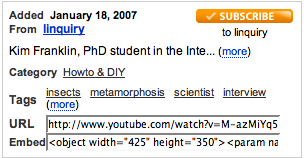 Added January 18, 2007
SUBSCRIBE
From linquiry
to linquiry
Kim Franklin, PhD student in the Inte... (more)
Category Howto & DIY
Tags insects metamorphosis scientist interview
(more)
URL http://www.youtube.com/watch?v=M-azMiYq5
Embed <object width="425" height="350"><param na